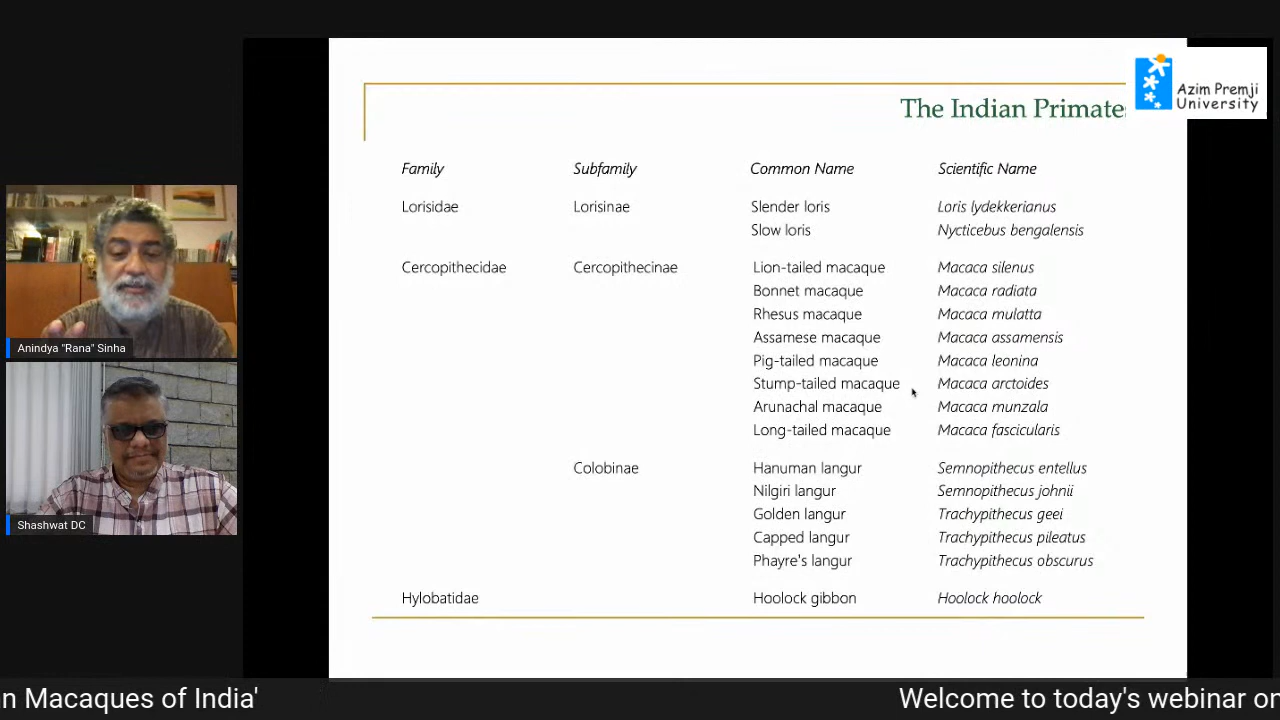 The Indian Primate
Azim Premji
University
Family Subfamily Common Name Scientific Name
Lorisidae Lorisinae Slender loris Loris lydekkerianus
Slow loris Nycticebus bengalensis
Cercopithecidae Cercopithecinae Lion-tailed macaque Macaca silenus
Bonnet macaque Macaca radiata
Rhesus macaque Macaca mulatta
Assamese macaque Macaca assamensis
Pig-tailed macaque Macaca leonina
Stump-tailed macaque Macaca arctoides
Arunachal macaque Macaca munzala
Long-tailed macaque Macaca fascicularis
Colobinae Hanuman langur Semnopithecus entellus
Nilgiri langur Semnopithecus johnii
Golden langur Trachypithecus geei
Capped langur Trachypithecus pileatus
Phayre's langur Trachypithecus obscurus
Hylobatidae Hoolock gibbon Hoolock hoolock
Anindya "Rana" Sinha
Shashwat DC
n Macaques of India' Welcome to today's webinar on